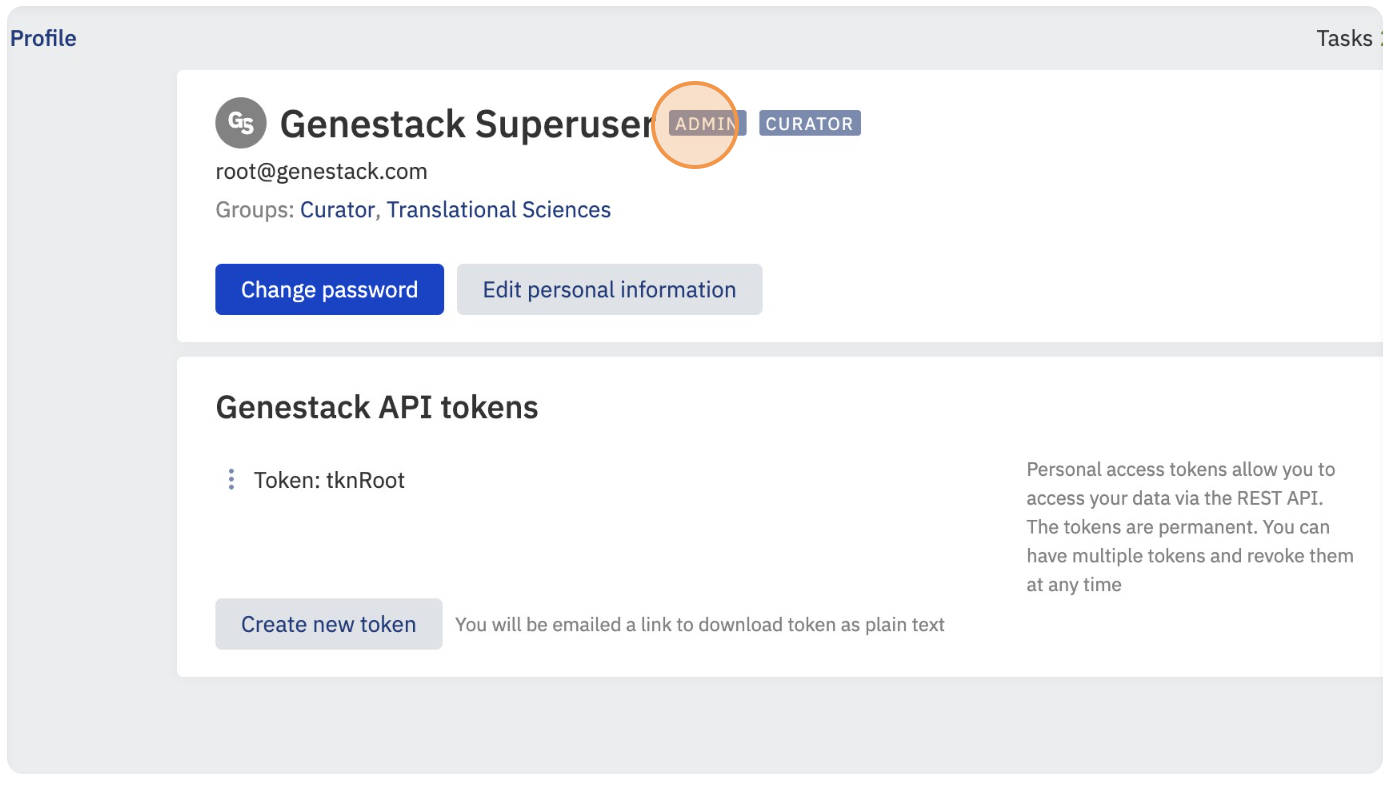 Profile
Tasks
GS
Genestack Superuser ADMIN CURATOR
root@genestack.com
Groups: Curator, Translational Sciences
Change password
Edit personal information
Genestack API tokens
Token: tknRoot
Personal access tokens allow you to
access your data via the REST API.
The tokens are permanent. You can
have multiple tokens and revoke them
at any time
Create new token
You will be emailed a link to download token as plain text